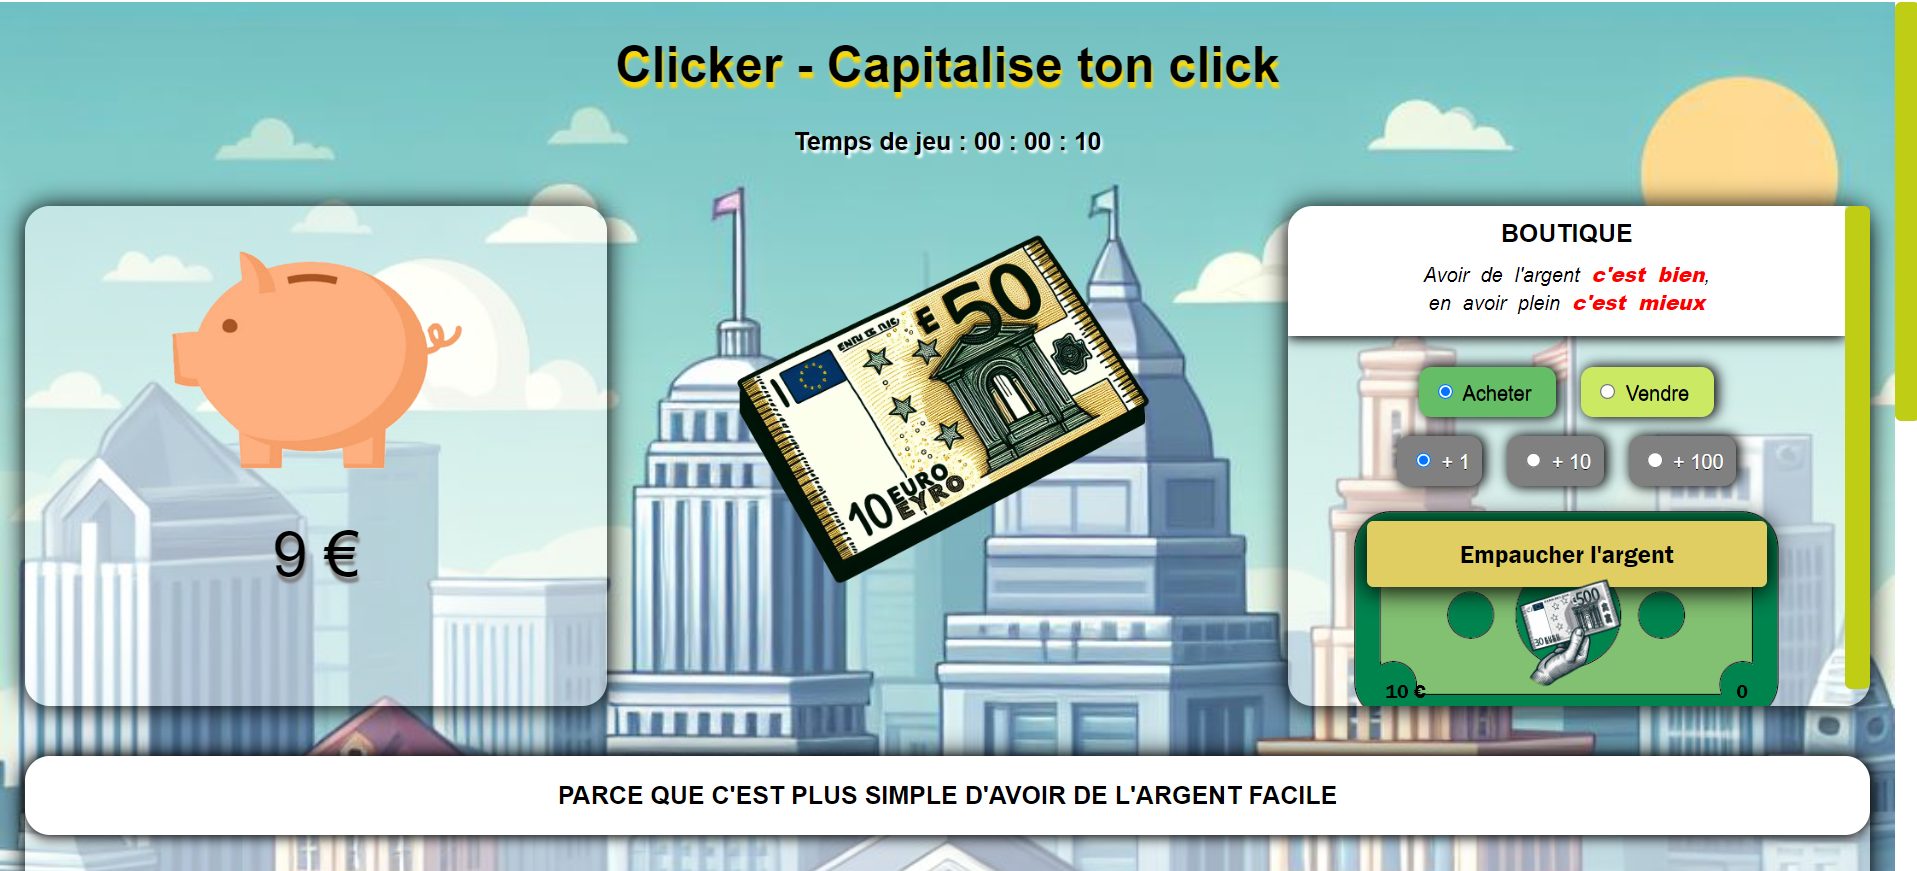 Clicker - Capitalise ton click
Temps de jeu : 00 : 00 : 10
9 €
E 50
10 EURO
EYRO
BOUTIQUE
Avoir de l'argent c'est bien,
en avoir plein c'est mieux
Acheter
Vendre
+ 1
+ 10
+ 100
Empaucher l'argent
500
10 €
0
PARCE QUE C'EST PLUS SIMPLE D'AVOIR DE L'ARGENT FACILE